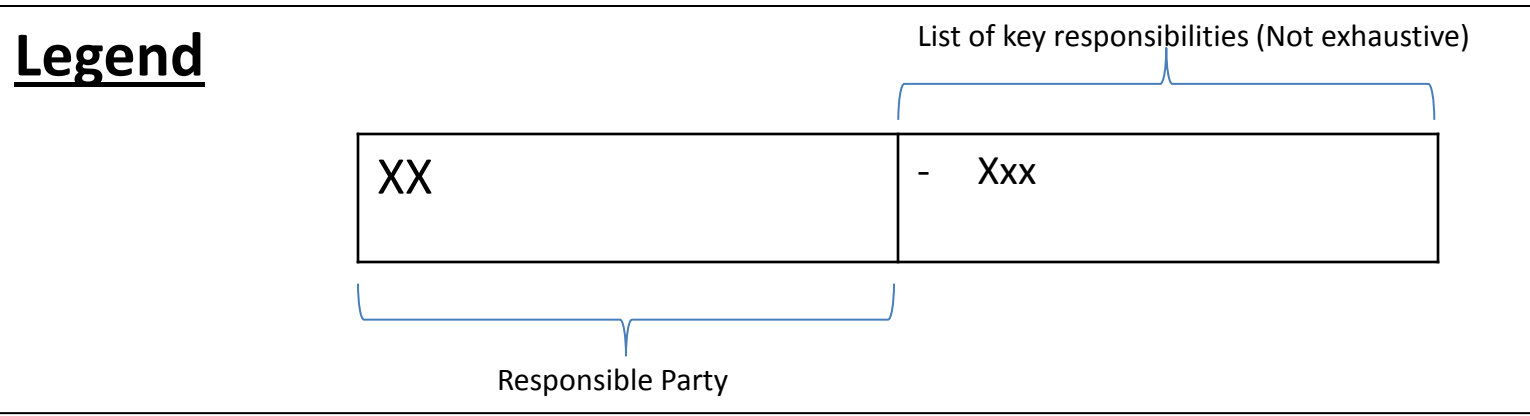 Legend
List of key responsibilities (Not exhaustive)
XX
- Xxx
Responsible Party